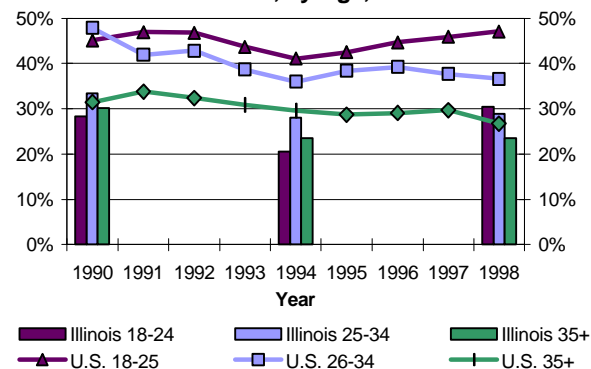 50% 50%
40% 40%
30% 30%
20% 20%
10% 10%
0% 0%
1990 1991 1992 1993 1994 1995 1996 1997 1998
Year
Illinois 18-24 Illinois 25-34 Illinois 35+
U.S. 18-25 U.S. 26-34 U.S. 35+